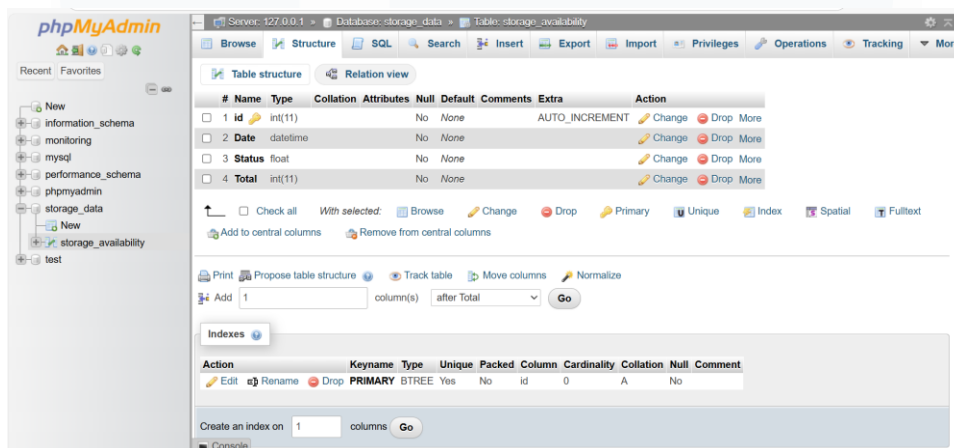 phpMyAdmin
Recent Favorites
New
information_schema
monitoring
mysql
performance_schema
phpmyadmin
storage_data
New
storage_availability
test
Server: 127.0.0.1 » Database: storage_data » Table: storage_availability
Browse Structure SQL Search Insert Export Import Privileges Operations Tracking Mor
Table structure Relation view
# Name Type Collation Attributes Null Default Comments Extra Action
1 id int(11) No None AUTO_INCREMENT Change Drop More
2 Date datetime No None Change Drop More
3 Status float No None Change Drop More
4 Total int(11) No None Change Drop More
Check all With selected: Browse Change Drop Primary Unique Index Spatial Fulltext
Add to central columns Remove from central columns
Print Propose table structure Track table Move columns Normalize
Add 1 column(s) after Total Go
Indexes
Action Keyname Type Unique Packed Column Cardinality Collation Null Comment
Edit Rename Drop PRIMARY BTREE Yes No id 0 A No
Create an index on 1 columns Go
Console